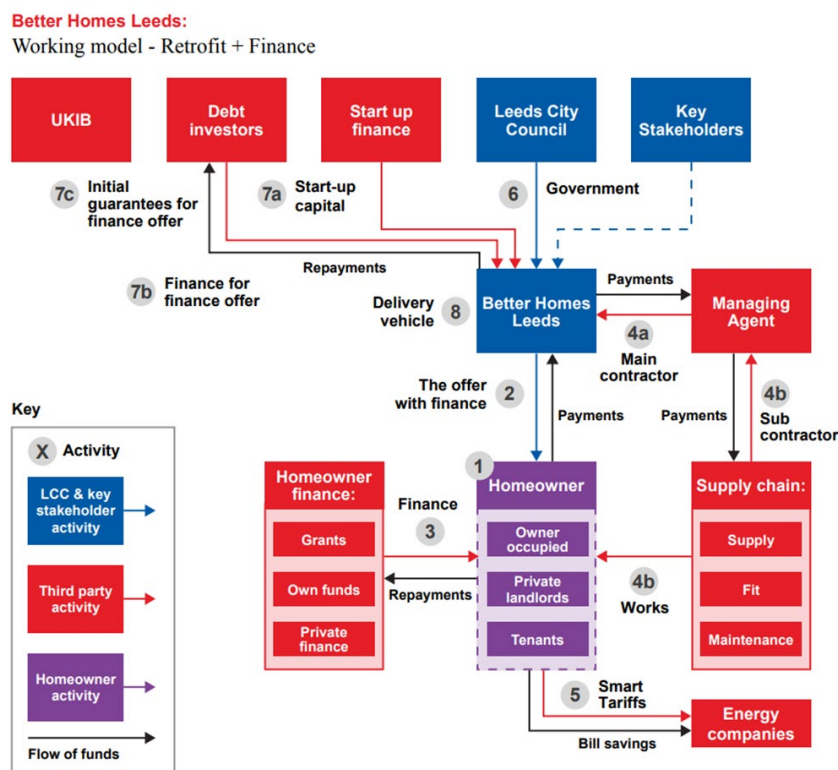 Better Homes Leeds:
Working model - Retrofit + Finance
UKIB
Debt
investors
Start up
finance
Leeds City
Council
Key
Stakeholders
7c
Initial
guarantees for
finance offer
7a
Start-up
capital
6
Government
Repayments
7b
Finance for
finance offer
Delivery
vehicle
8
Better Homes
Leeds
Payments
4a
Main
contractor
Managing
Agent
The offer
with finance
2
Payments
Payments
4b
Sub
contractor
Key
X
Activity
LCC & key
stakeholder
activity
Third party
activity
Homeowner
activity
Flow of funds
Homeowner
finance:
Grants
Own funds
Private
finance
Finance
3
Repayments
1
Homeowner
Owner
occupied
Private
landlords
Tenants
4b
Works
Supply chain:
Supply
Fit
Maintenance
5
Smart
Tariffs
Bill savings
Energy
companies